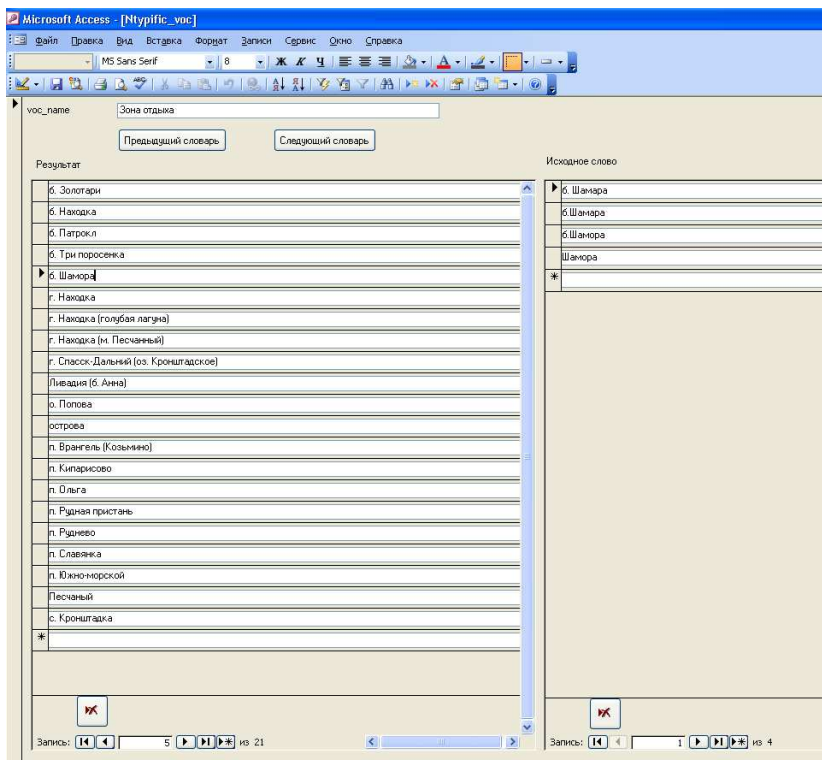 Microsoft Access - [Ntypific_voc]
Файл Правка Вид Вставка Формат Записи Сервис Окно Справка
MS Sans Serif 8 Ж К Ч
voc_name Зона отдыха
Предыдущий словарь Следующий словарь
Результат
б. Золотари
б. Находка
б. Патрокл
б. Три поросенка
б. Шамора
г. Находка
г. Находка (голубая лагуна)
г. Находка (м. Песчанный)
г. Спасск-Дальний (оз. Кронштадское)
Ливадия (б. Анна)
о. Попова
острова
п. Врангель (Козьмино)
п. Кипарисово
п. Ольга
п. Рудная пристань
п. Руднево
п. Славянка
п. Южно-морской
Песчаный
с. Кронштадка
Запись: 5 из 21
Исходное слово
б. Шамара
б.Шамара
б.Шамора
Шамора
Запись: 1 из 4